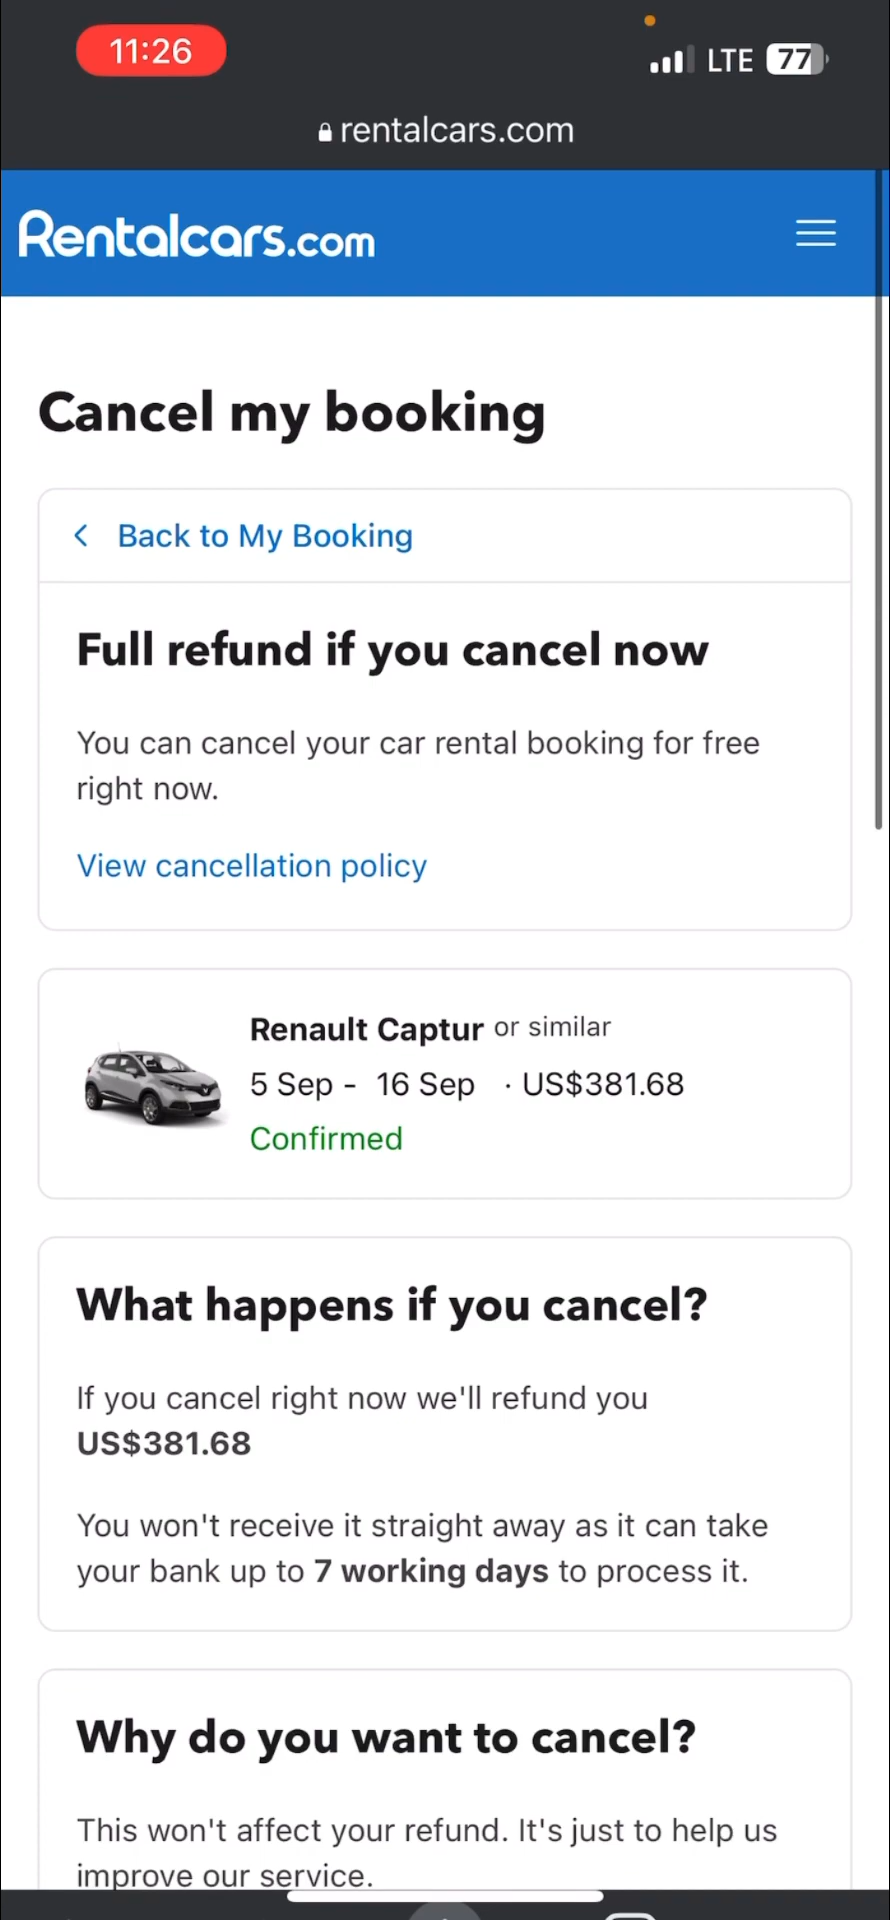 11:26
LTE 77
rentalcars.com
Rentalcars.com
Cancel my booking
Back to My Booking
Full refund if you cancel now
You can cancel your car rental booking for free
right now.
View cancellation policy
Renault Captur or similar
5 Sep - 16 Sep · US$381.68
Confirmed
What happens if you cancel?
If you cancel right now we'll refund you
US$381.68
You won't receive it straight away as it can take
your bank up to 7 working days to process it.
Why do you want to cancel?
This won't affect your refund. It's just to help us
improve our service.